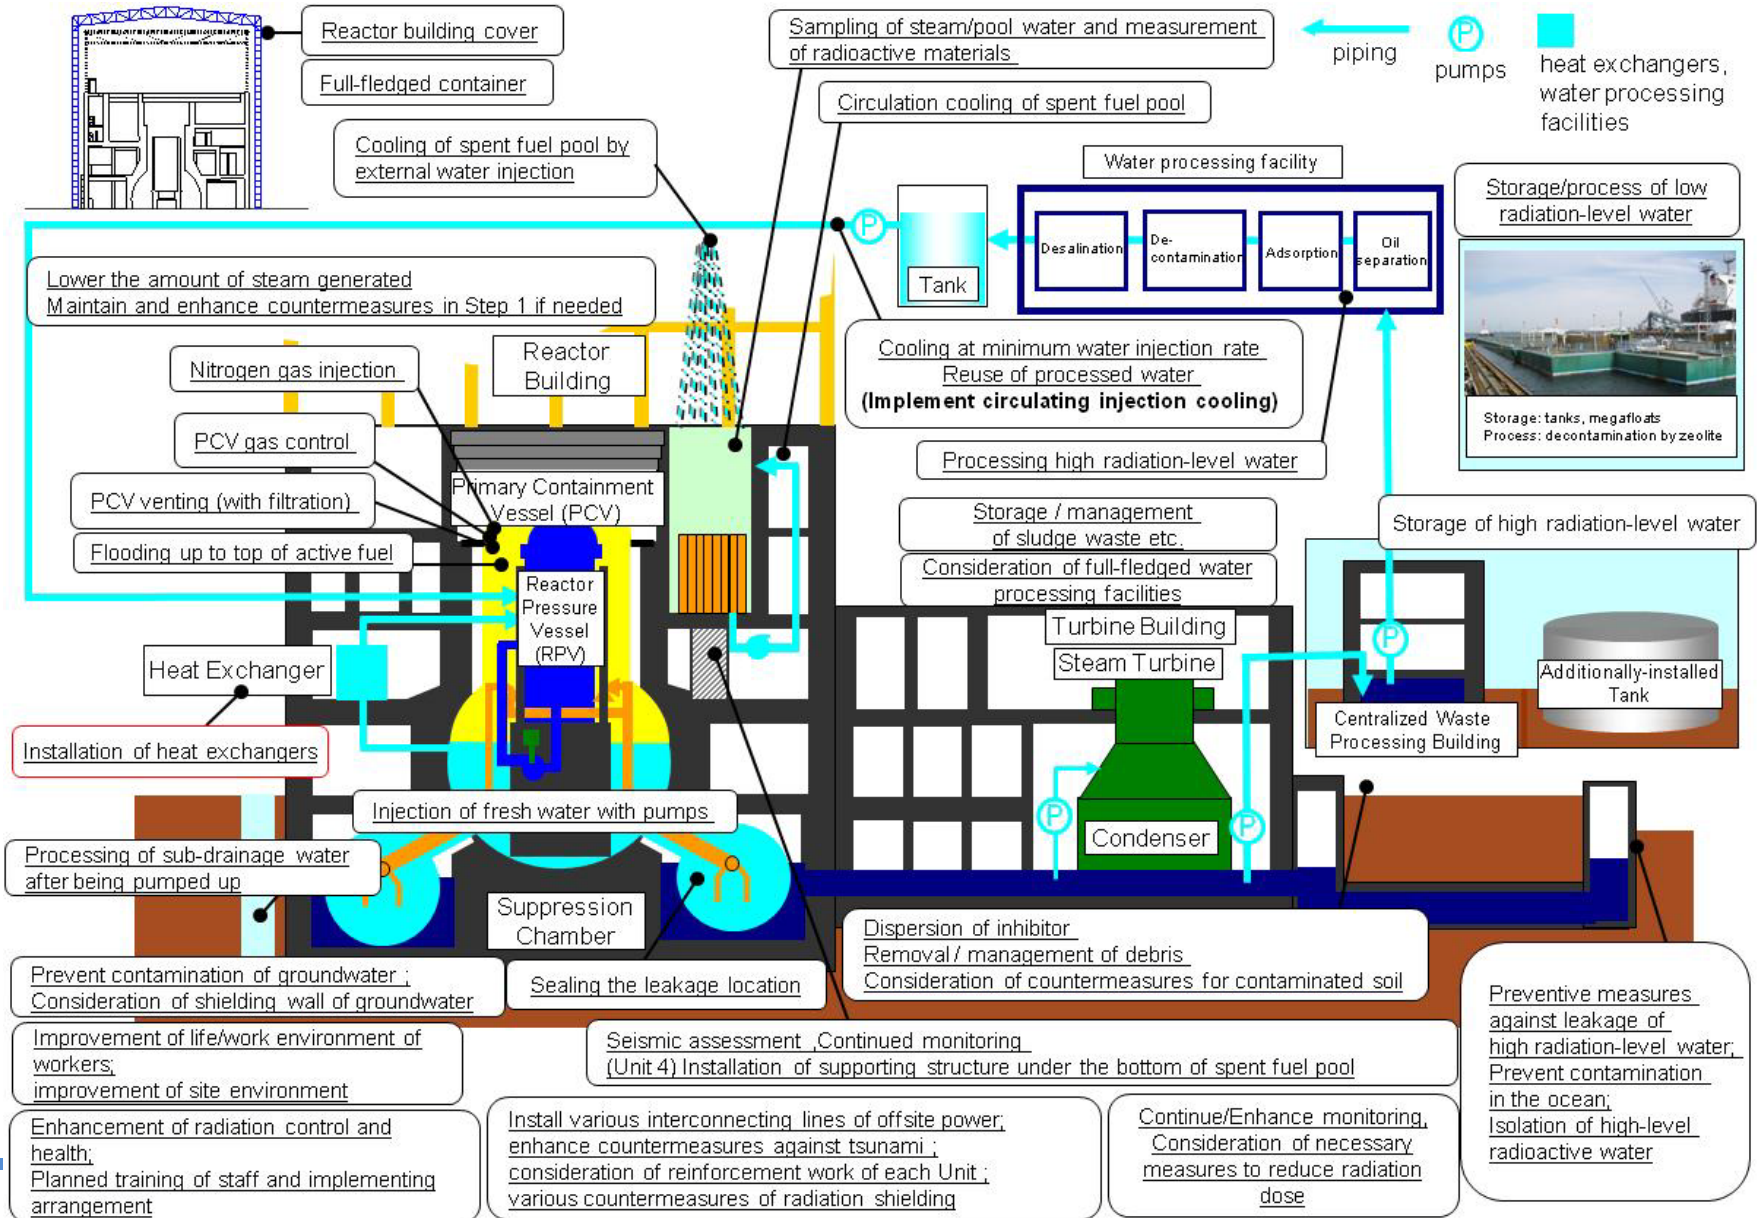 Reactor building cover
Full-fledged container
Sampling of steam/pool water and measurement
of radioactive materials
piping
P
pumps
heat exchangers,
water processing
facilities
Circulation cooling of spent fuel pool
Cooling of spent fuel pool by
external water injection
Water processing facility
Storage/process of low
radiation-level water
P
Tank
Desalination
De-
contamination
Adsorption
Oil
separation
Lower the amount of steam generated
Maintain and enhance countermeasures in Step 1 if needed
Storage: tanks, megafloats
Process: decontamination by zeolite
Cooling at minimum water injection rate
Reuse of processed water
(Implement circulating injection cooling)
Reactor
Building
Nitrogen gas injection
PCV gas control
Processing high radiation-level water
PCV venting (with filtration)
Primary Containment
Vessel (PCV)
Storage / management
of sludge waste etc.
Storage of high radiation-level water
Flooding up to top of active fuel
Consideration of full-fledged water
processing facilities
Reactor
Pressure
Vessel
(RPV)
Turbine Building
Steam Turbine
P
Heat Exchanger
Additionally-installed
Tank
Centralized Waste
Processing Building
Installation of heat exchangers
Injection of fresh water with pumps
P
Condenser
P
Processing of sub-drainage water
after being pumped up
Suppression
Chamber
Dispersion of inhibitor
Removal / management of debris
Consideration of countermeasures for contaminated soil
Prevent contamination of groundwater ;
Consideration of shielding wall of groundwater
Sealing the leakage location
Preventive measures
against leakage of
high radiation-level water;
Prevent contamination
in the ocean;
Isolation of high-level
radioactive water
Improvement of life/work environment of
workers;
improvement of site environment
Seismic assessment ,Continued monitoring
(Unit 4) Installation of supporting structure under the bottom of spent fuel pool
Enhancement of radiation control and
health;
Planned training of staff and implementing
arrangement
Install various interconnecting lines of offsite power;
enhance countermeasures against tsunami ;
consideration of reinforcement work of each Unit ;
various countermeasures of radiation shielding
Continue/Enhance monitoring,
Consideration of necessary
measures to reduce radiation
dose